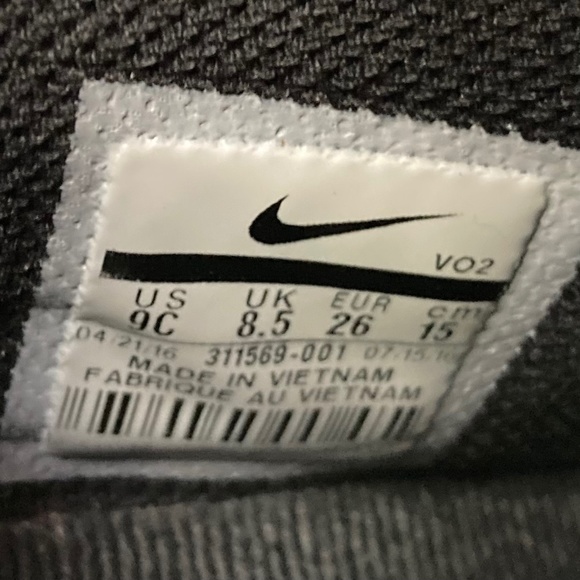 VO2
US UK EUR cm
9C 8.5 26 15
04/21/16 311569-001 07/15/16
MADE IN VIETNAM
FABRIQUE AU VIETNAM